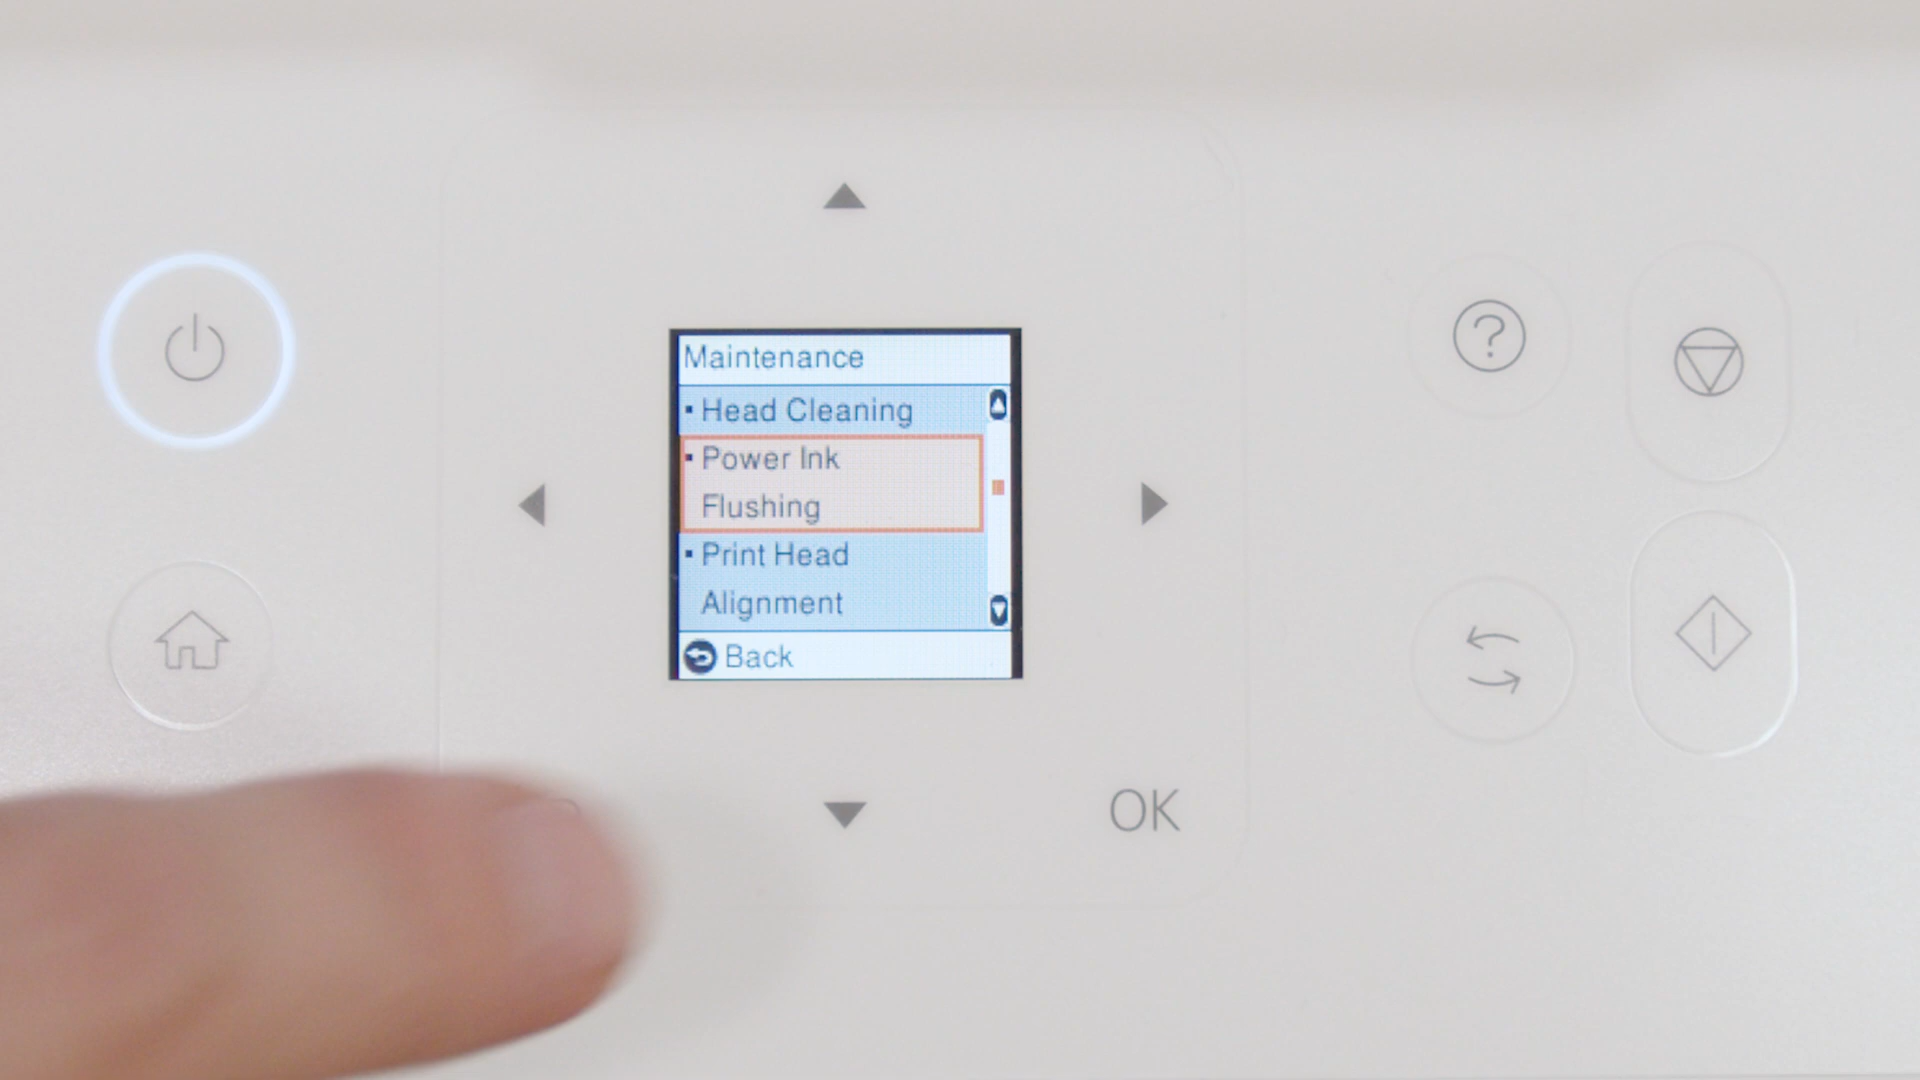 Maintenance
▪ Head Cleaning
▪ Power Ink
Flushing
▪ Print Head
Alignment
Back
?
OK